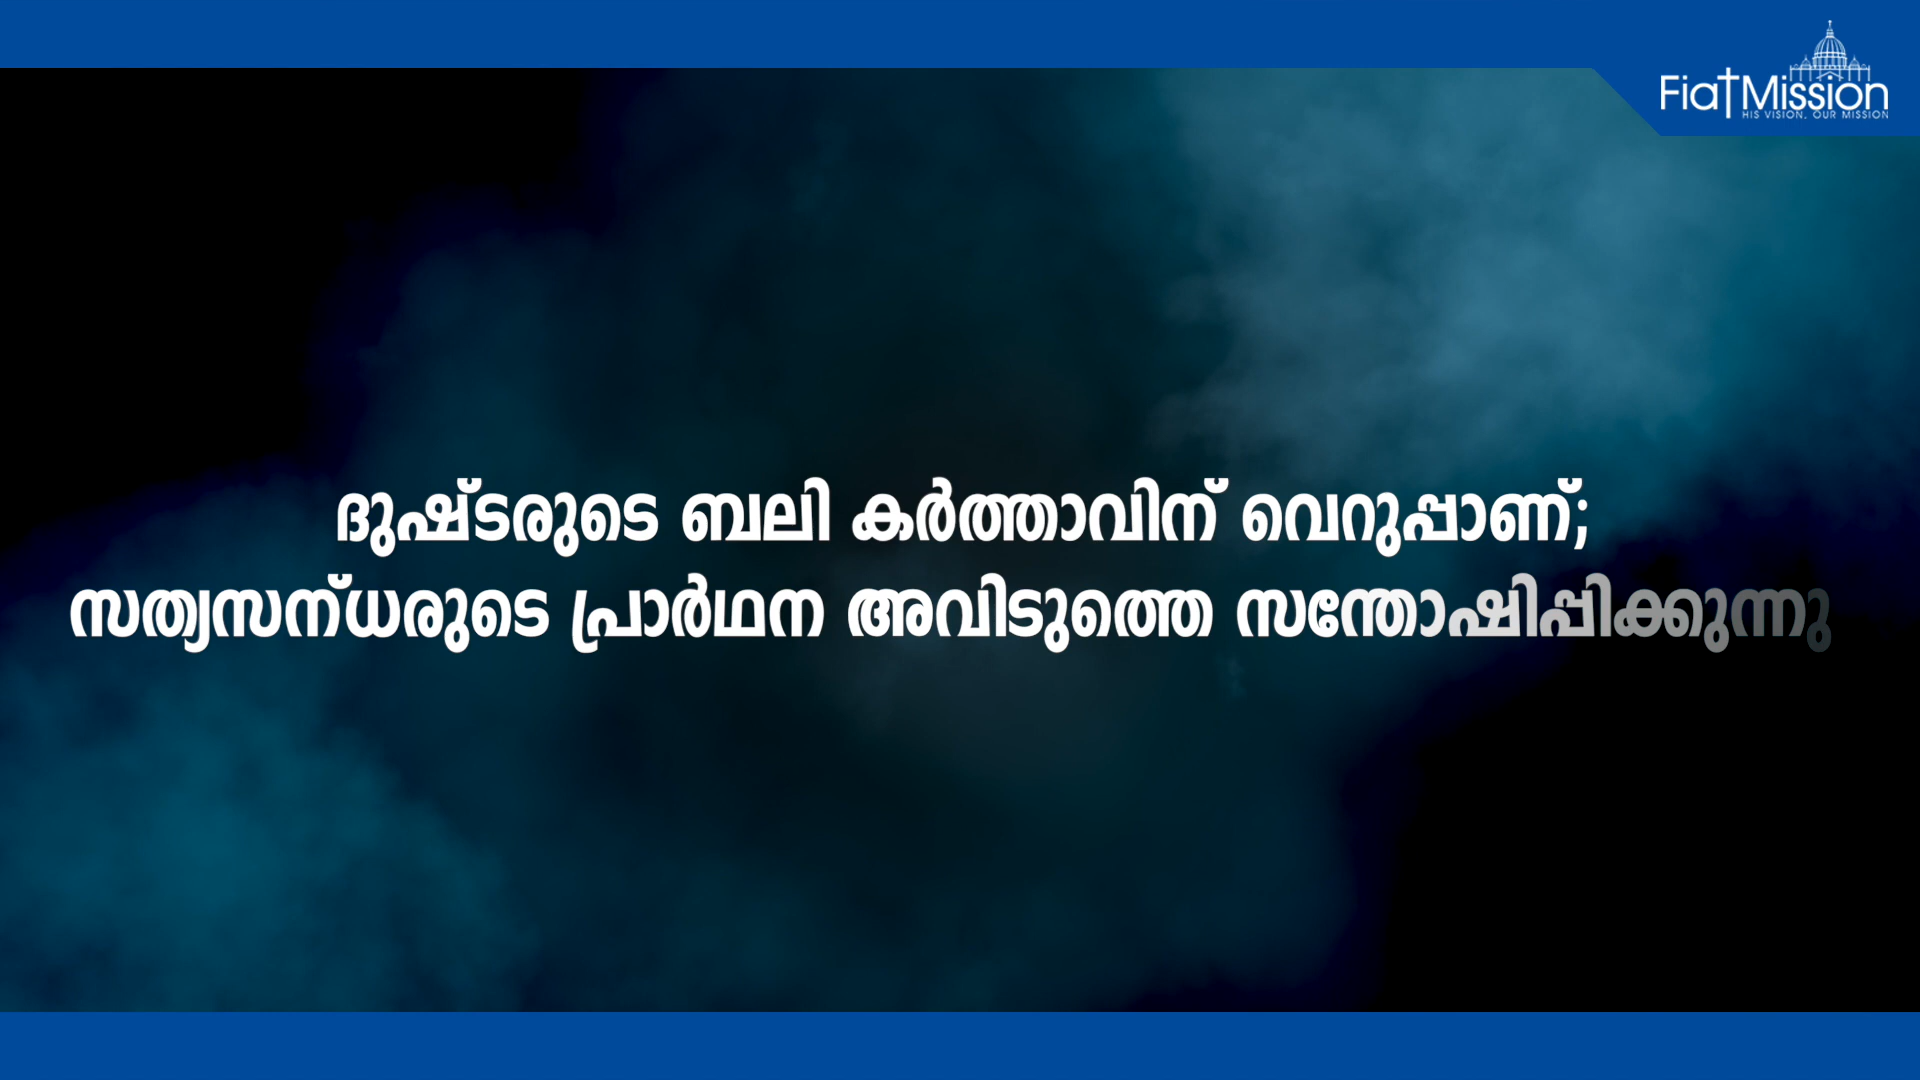 Fiat Mission
HIS VISION, OUR MISSION
ദുഷ്ടരുടെ ബലി കർത്താവിന് വെറുപ്പാണ്;
സത്യസന്ധരുടെ പ്രാർഥന അവിടുത്തെ സന്തോഷിപ്പിക്കുന്നു